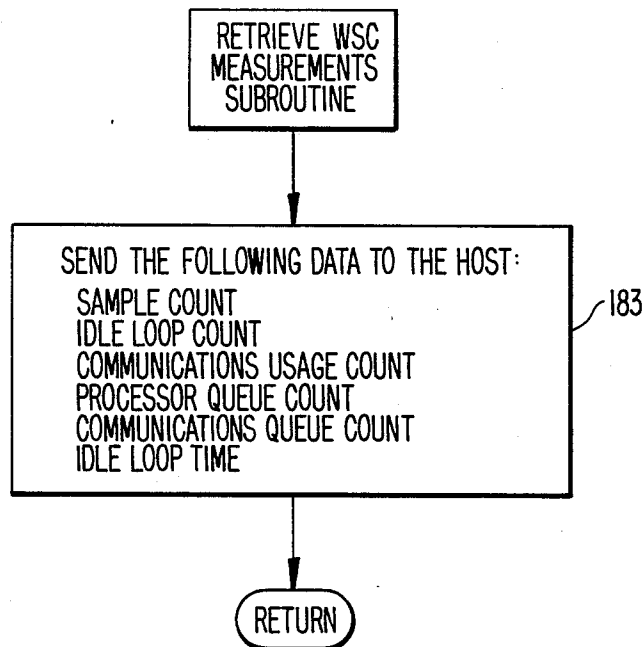 RETRIEVE WSC
MEASUREMENTS
SUBROUTINE
SEND THE FOLLOWING DATA TO THE HOST:
SAMPLE COUNT
IDLE LOOP COUNT
COMMUNICATIONS USAGE COUNT
PROCESSOR QUEUE COUNT
COMMUNICATIONS QUEUE COUNT
IDLE LOOP TIME
183
RETURN